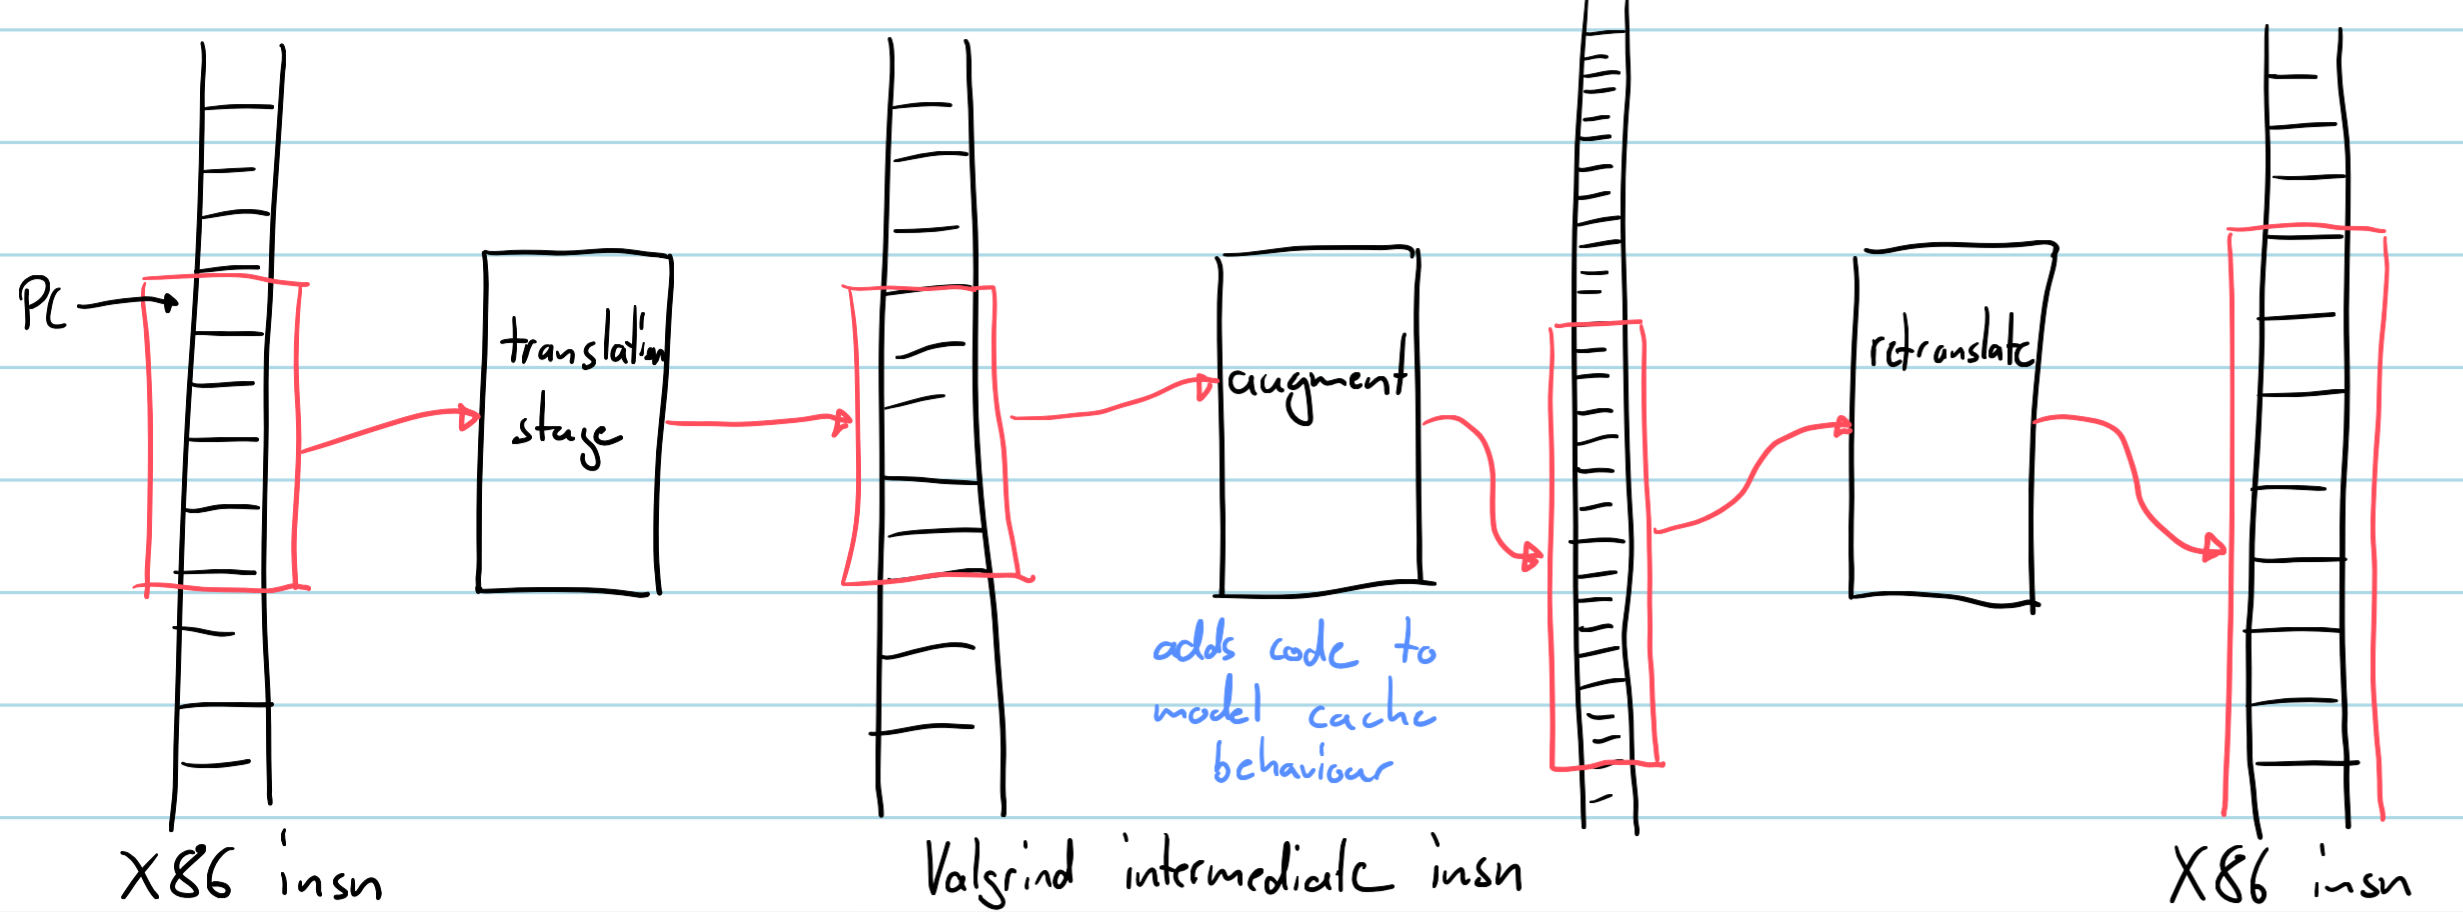 PC
translation
stage
augment
adds code to
model cache
behaviour
retranslate
X86 insn
Valgrind intermediate insn
X86 insn